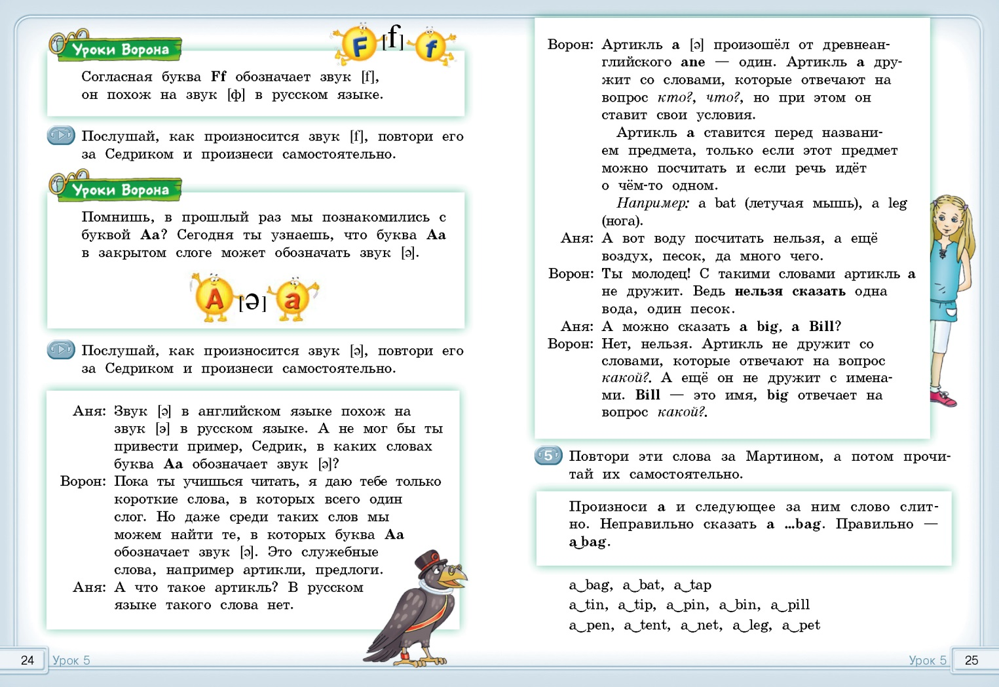 Уроки Ворона
F [f] f
Согласная буква Ff обозначает звук [f],
он похож на звук [ф] в русском языке.
Послушай, как произносится звук [f], повтори его
за Седриком и произнеси самостоятельно.
Уроки Ворона
Помнишь, в прошлый раз мы познакомились с
буквой Aa? Сегодня ты узнаешь, что буква Aa
в закрытом слоге может обозначать звук [ə].
A [ə] a
Послушай, как произносится звук [ə], повтори его
за Седриком и произнеси самостоятельно.
Аня: Звук [ə] в английском языке похож на
звук [э] в русском языке. А не мог бы ты
привести пример, Седрик, в каких словах
буква Aa обозначает звук [ə]?
Ворон: Пока ты учишься читать, я даю тебе только
короткие слова, в которых всего один
слог. Но даже среди таких слов мы
можем найти те, в которых буква Aa
обозначает звук [ə]. Это служебные
слова, например артикли, предлоги.
Аня: А что такое артикль? В русском
языке такого слова нет.
24 Урок 5
Ворон: Артикль a [ə] произошёл от древнеан-
глийского ane — один. Артикль a дру-
жит со словами, которые отвечают на
вопрос кто?, что?, но при этом он
ставит свои условия.
Артикль a ставится перед названи-
ем предмета, только если этот предмет
можно посчитать и если речь идёт
о чём-то одном.
Например: a bat (летучая мышь), a leg
(нога).
Аня: А вот воду посчитать нельзя, а ещё
воздух, песок, да много чего.
Ворон: Ты молодец! С такими словами артикль a
не дружит. Ведь нельзя сказать одна
вода, один песок.
Аня: А можно сказать a big, a Bill?
Ворон: Нет, нельзя. Артикль не дружит со
словами, которые отвечают на вопрос
какой?. А ещё он не дружит с имена-
ми. Bill — это имя, big отвечает на
вопрос какой?.
5 Повтори эти слова за Мартином, а потом прочи-
тай их самостоятельно.
Произноси a и следующее за ним слово слит-
но. Неправильно сказать a ...bag. Правильно —
a‿bag.
a‿bag, a‿bat, a‿tap
a‿tin, a‿tip, a‿pin, a‿bin, a‿pill
a‿pen, a‿tent, a‿net, a‿leg, a‿pet
Урок 5 25